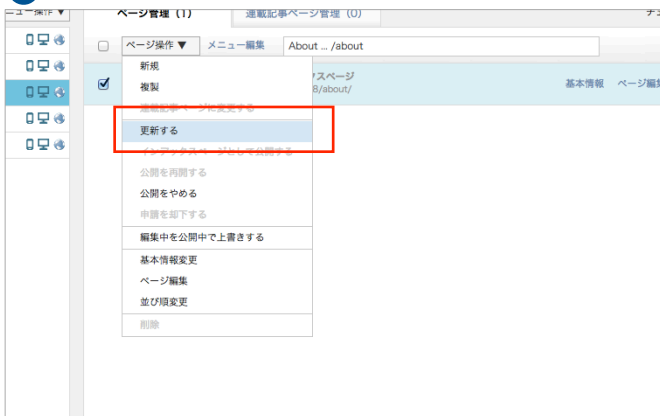 ニュー操作 ▼
ページ管理（1）
連載記事ページ管理（0）
ページ操作 ▼
メニュー編集
About ... /about
新規
複製
連載記事ページに変更する
更新する
インデックスページとして公開する
公開を再開する
公開をやめる
申請を却下する
編集中を公開中で上書きする
基本情報変更
ページ編集
並び順変更
削除
クスページ
8/about/
基本情報
ページ編集